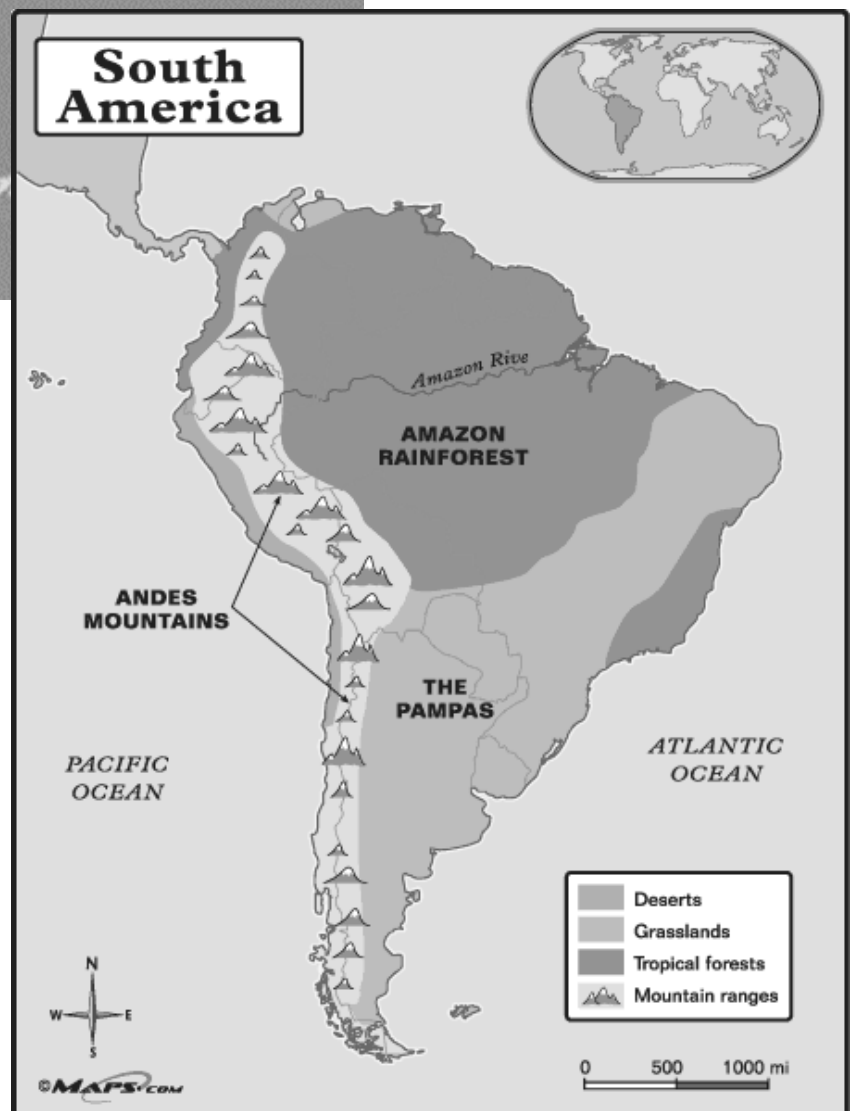 South
America
Amazon Rive
AMAZON
RAINFOREST
ANDES
MOUNTAINS
THE
PAMPAS
PACIFIC
OCEAN
ATLANTIC
OCEAN
Deserts
Grasslands
Tropical forests
Mountain ranges
N
W E
S
0 500 1000 mi
©MAPS.COM